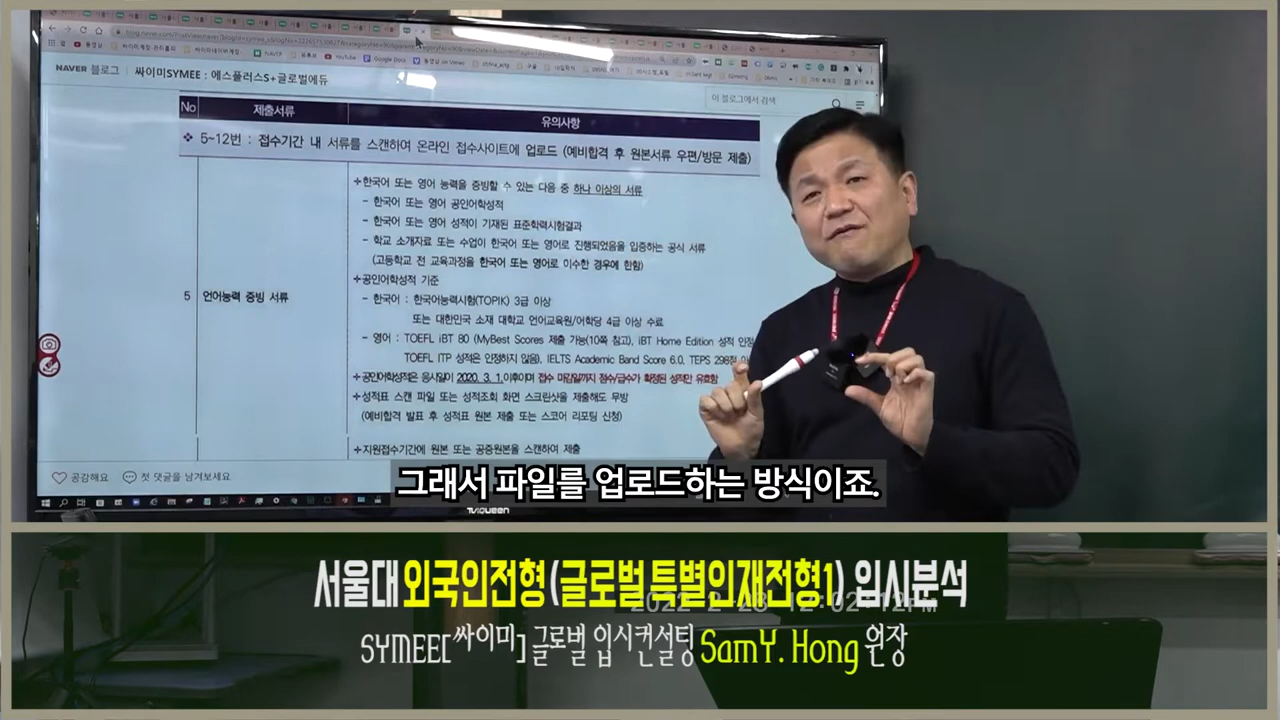 NAVER 블로그 | 싸이미SYMEE : 에스플러스S+글로벌에듀
이 블로그에서 검색
No 제출서류 유의사항
❖ 5~12번 : 접수기간 내 서류를 스캔하여 온라인 접수사이트에 업로드 (예비합격 후 원본서류 우편/방문 제출)
5 언어능력 증빙 서류
✢한국어 또는 영어 능력을 증빙할 수 있는 다음 중 하나 이상의 서류
- 한국어 또는 영어 공인어학성적
- 한국어 또는 영어 성적이 기재된 표준학력시험결과
- 학교 소개자료 또는 수업이 한국어 또는 영어로 진행되었음을 입증하는 공식 서류
(고등학교 전 교육과정을 한국어 또는 영어로 이수한 경우에 한함)
✢공인어학성적 기준
- 한국어 : 한국어능력시험(TOPIK) 3급 이상
또는 대한민국 소재 대학교 언어교육원/어학당 4급 이상 수료
- 영어 : TOEFL iBT 80 (MyBest Scores 제출 가능(10쪽 참고), iBT Home Edition 성적 인정
TOEFL ITP 성적은 인정하지 않음), IELTS Academic Band Score 6.0, TEPS 298점
✢공인어학성적은 응시일이 2020. 3. 1.이후이며 접수 마감일까지 점수/급수가 확정된 성적만 유효함
✢성적표 스캔 파일 또는 성적조회 화면 스크린샷을 제출해도 무방
(예비합격 발표 후 성적표 원본 제출 또는 스코어 리포팅 신청)
✢지원접수기간에 원본 또는 공증원본을 스캔하여 제출
공감해요 첫 댓글을 남겨보세요
그래서 파일를 업로드하는 방식이죠.
서울대 외국인전형(글로벌 특별인재전형1) 입시분석
2022 2 28 12:02:12PM
SYMEE[싸이미] 글로벌 입시컨설팅 Sam Y. Hong 원장